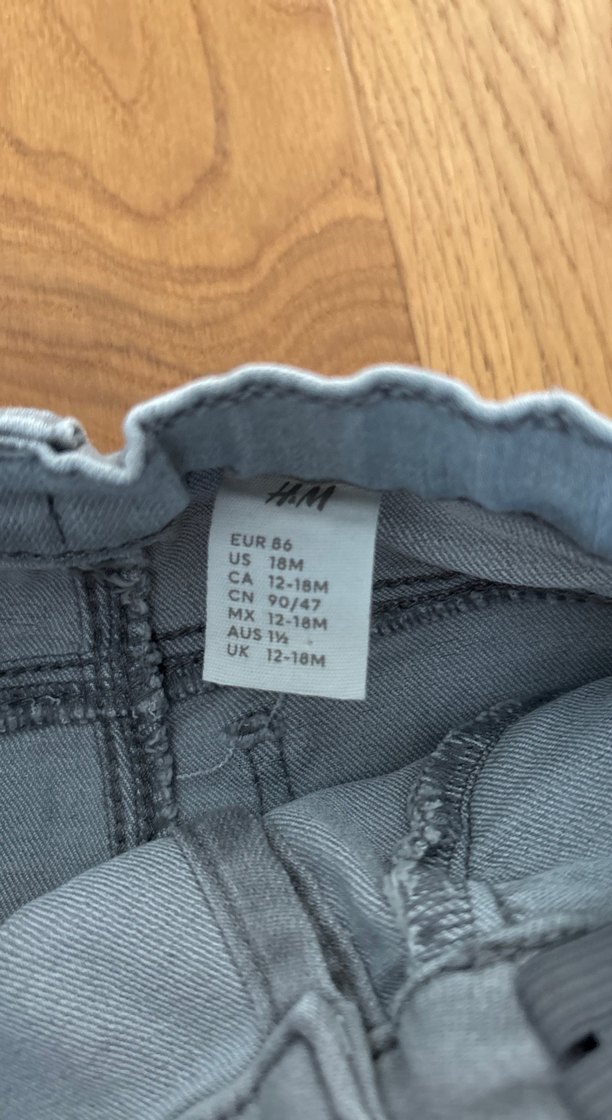 H&M
EUR 86
US 18M
CA 12-18M
CN 90/47
MX 12-18M
AUS 1½
UK 12-18M